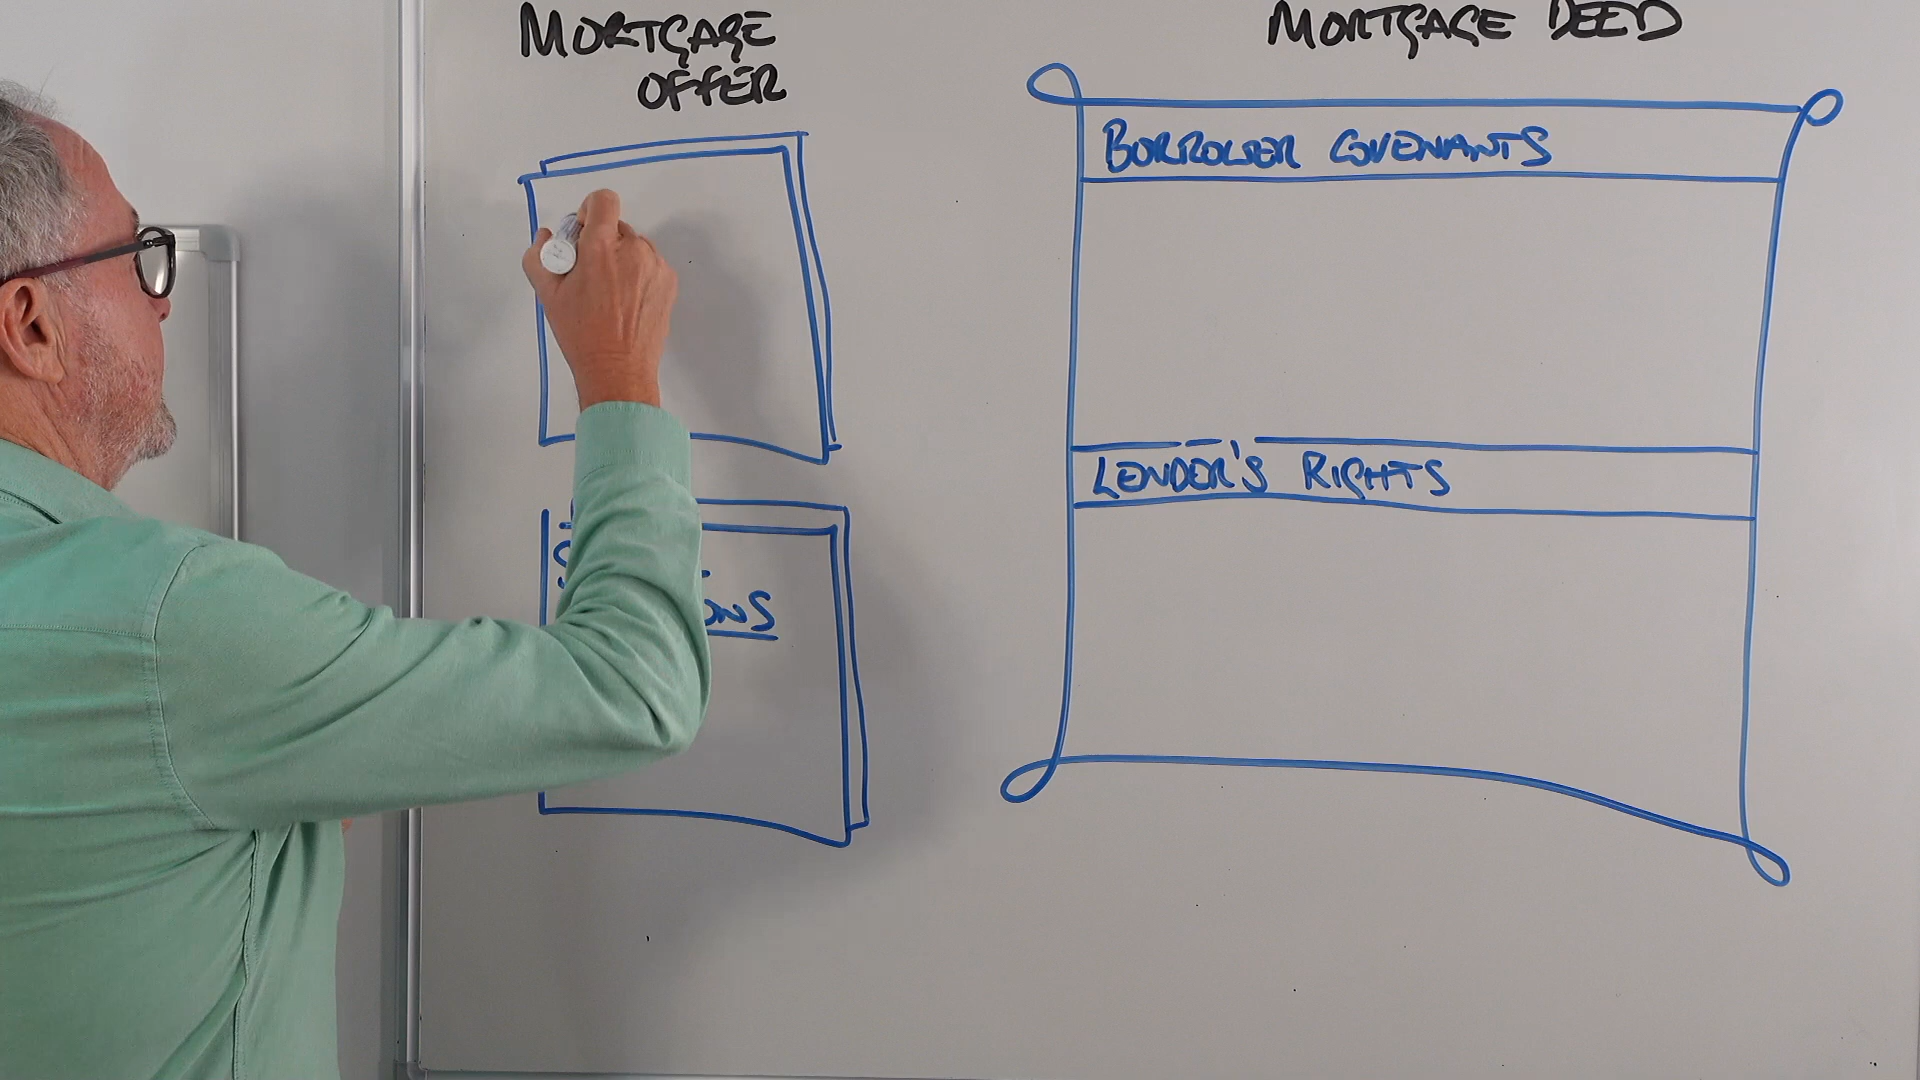 MORTGAGE
OFFER
MORTGAGE DEED
BORROWER COVENANTS
LENDER'S RIGHTS